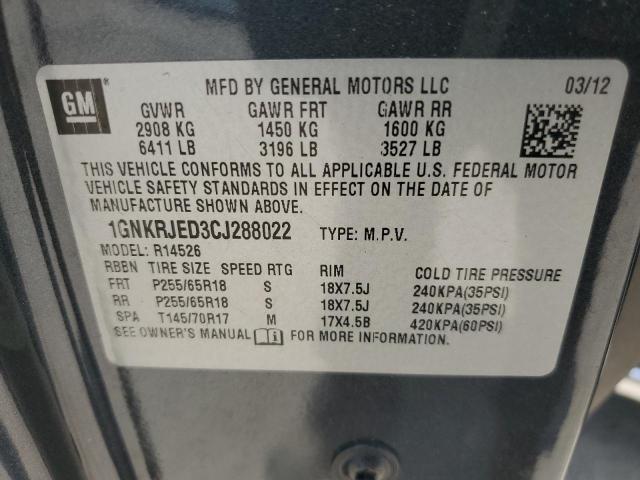 GM ®
MFD BY GENERAL MOTORS LLC 03/12
GVWR GAWR FRT GAWR RR
2908 KG 1450 KG 1600 KG
6411 LB 3196 LB 3527 LB
THIS VEHICLE CONFORMS TO ALL APPLICABLE U.S. FEDERAL MOTOR
VEHICLE SAFETY STANDARDS IN EFFECT ON THE DATE OF
MANUFACTURE SHOWN ABOVE.
1GNKRJED3CJ288022 TYPE: M.P.V.
MODEL: R14526
RBBN TIRE SIZE SPEED RTG RIM COLD TIRE PRESSURE
FRT P255/65R18 S 18X7.5J 240KPA(35PSI)
RR P255/65R18 S 18X7.5J 240KPA(35PSI)
SPA T145/70R17 M 17X4.5B 420KPA(60PSI)
SEE OWNER'S MANUAL i FOR MORE INFORMATION.